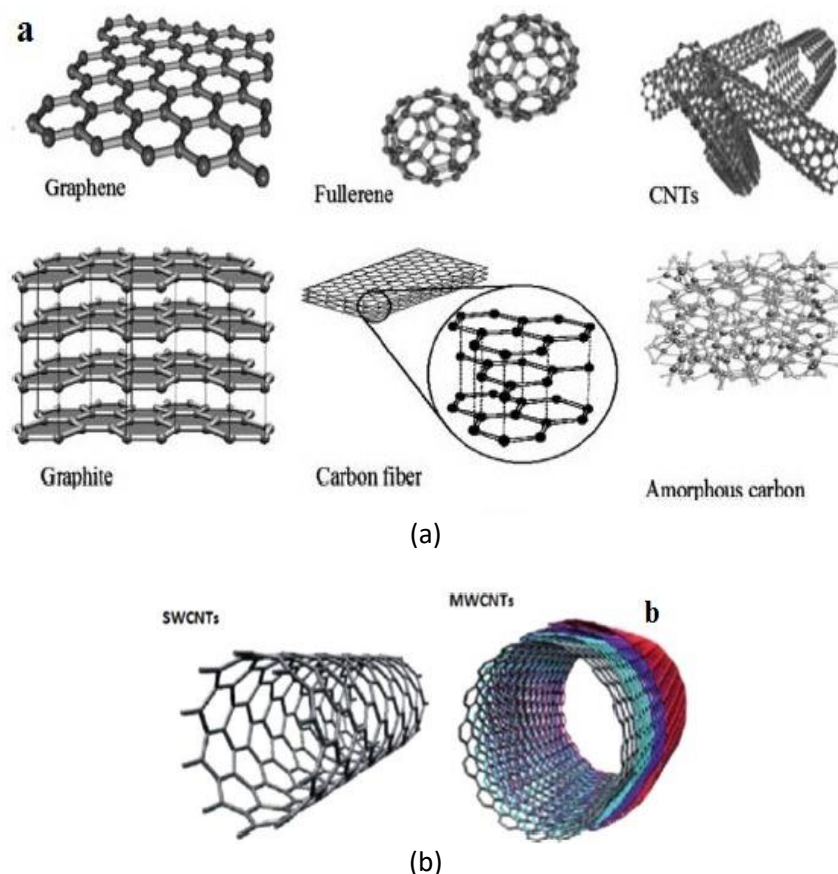 a
Graphene
Fullerene
CNTs
Graphite
Carbon fiber
Amorphous carbon
(a)
SWCNTs
MWCNTs
b
(b)